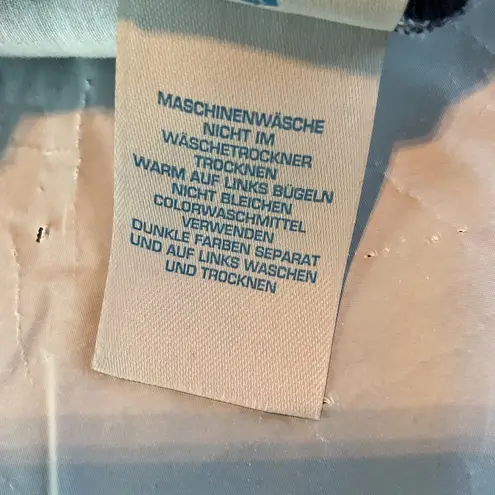 MASCHINENWÄSCHE
NICHT IM
WÄSCHETROCKNER
TROCKNEN
WARM AUF LINKS BÜGELN
NICHT BLEICHEN
COLORWASCHMITTEL
VERWENDEN
DUNKLE FARBEN SEPARAT
UND AUF LINKS WASCHEN
UND TROCKNEN